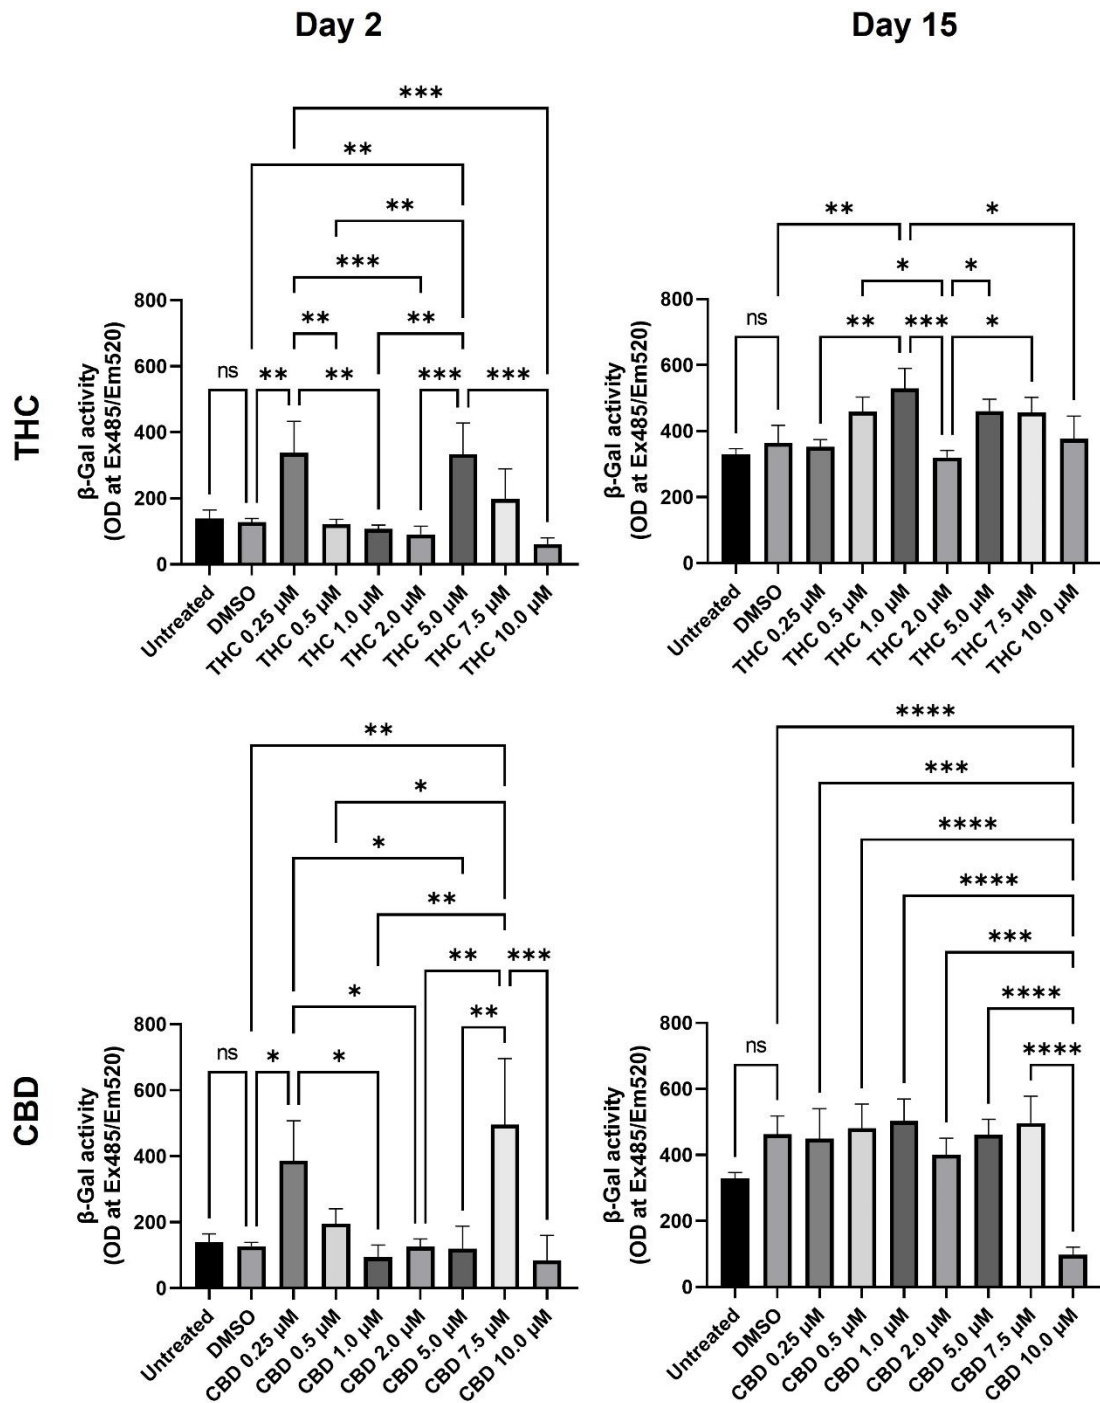 Day 2
Day 15
THC
***
**
**
***
**
**
ns
**
**
***
***
β-Gal activity
(OD at Ex485/Em520)
800
600
400
200
0
Untreated
DMSO
THC 0.25 µM
THC 0.5 µM
THC 1.0 µM
THC 2.0 µM
THC 5.0 µM
THC 7.5 µM
THC 10.0 µM
**
*
*
*
ns
**
***
*
β-Gal activity
(OD at Ex485/Em520)
800
600
400
200
0
Untreated
DMSO
THC 0.25 µM
THC 0.5 µM
THC 1.0 µM
THC 2.0 µM
THC 5.0 µM
THC 7.5 µM
THC 10.0 µM
CBD
**
*
*
**
**
***
*
**
ns
*
*
β-Gal activity
(OD at Ex485/Em520)
800
600
400
200
0
Untreated
DMSO
CBD 0.25 µM
CBD 0.5 µM
CBD 1.0 µM
CBD 2.0 µM
CBD 5.0 µM
CBD 7.5 µM
CBD 10.0 µM
****
***
****
****
***
****
ns
****
β-Gal activity
(OD at Ex485/Em520)
800
600
400
200
0
Untreated
DMSO
CBD 0.25 µM
CBD 0.5 µM
CBD 1.0 µM
CBD 2.0 µM
CBD 5.0 µM
CBD 7.5 µM
CBD 10.0 µM